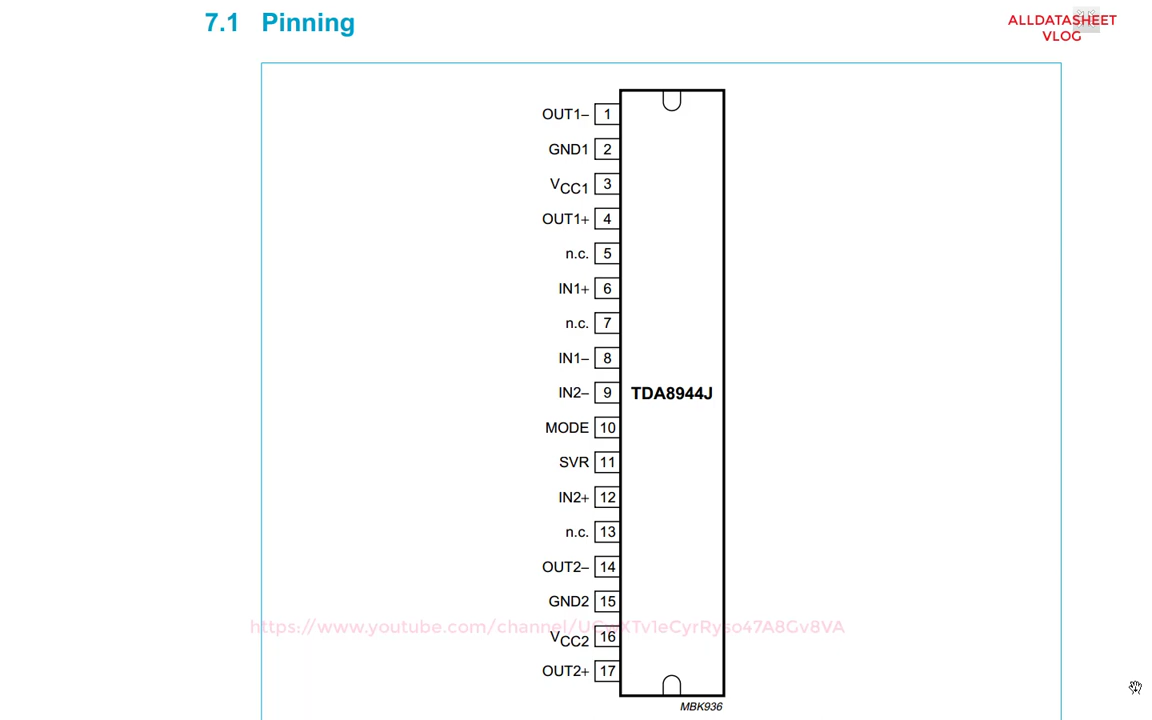 7.1 Pinning
ALLDATASHEET
VLOG
OUT1– 1
GND1 2
VCC1 3
OUT1+ 4
n.c. 5
IN1+ 6
n.c. 7
IN1– 8
IN2– 9
TDA8944J
MODE 10
SVR 11
IN2+ 12
n.c. 13
OUT2– 14
GND2 15
VCC2 16
OUT2+ 17
MBK936